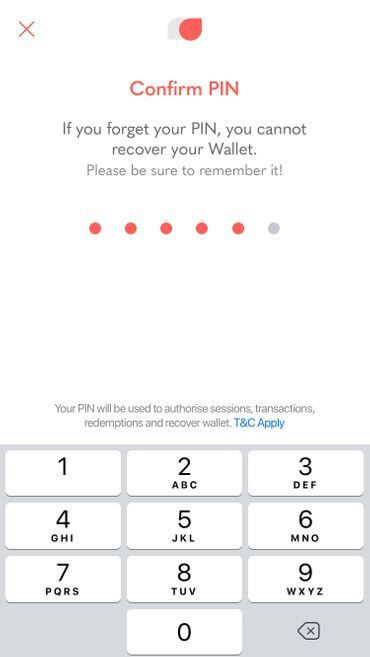 Confirm PIN
If you forget your PIN, you cannot
recover your Wallet.
Please be sure to remember it!
Your PIN will be used to authorise sessions, transactions,
redemptions and recover wallet. T&C Apply
1 2 3
ABC DEF
4 5 6
GHI JKL MNO
7 8 9
PQRS TUV WXYZ
0